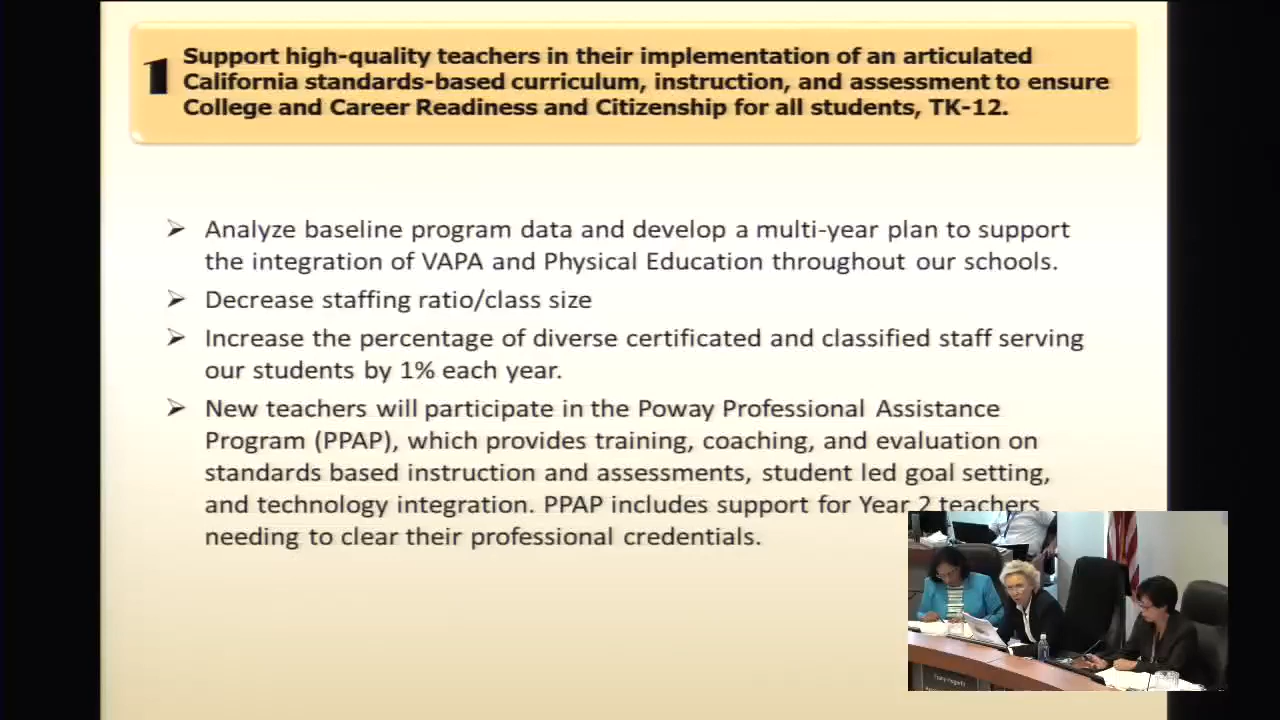 1
Support high-quality teachers in their implementation of an articulated
California standards-based curriculum, instruction, and assessment to ensure
College and Career Readiness and Citizenship for all students, TK-12.
➢ Analyze baseline program data and develop a multi-year plan to support
the integration of VAPA and Physical Education throughout our schools.
➢ Decrease staffing ratio/class size
➢ Increase the percentage of diverse certificated and classified staff serving
our students by 1% each year.
➢ New teachers will participate in the Poway Professional Assistance
Program (PPAP), which provides training, coaching, and evaluation on
standards based instruction and assessments, student led goal setting,
and technology integration. PPAP includes support for Year 2 teachers
needing to clear their professional credentials.